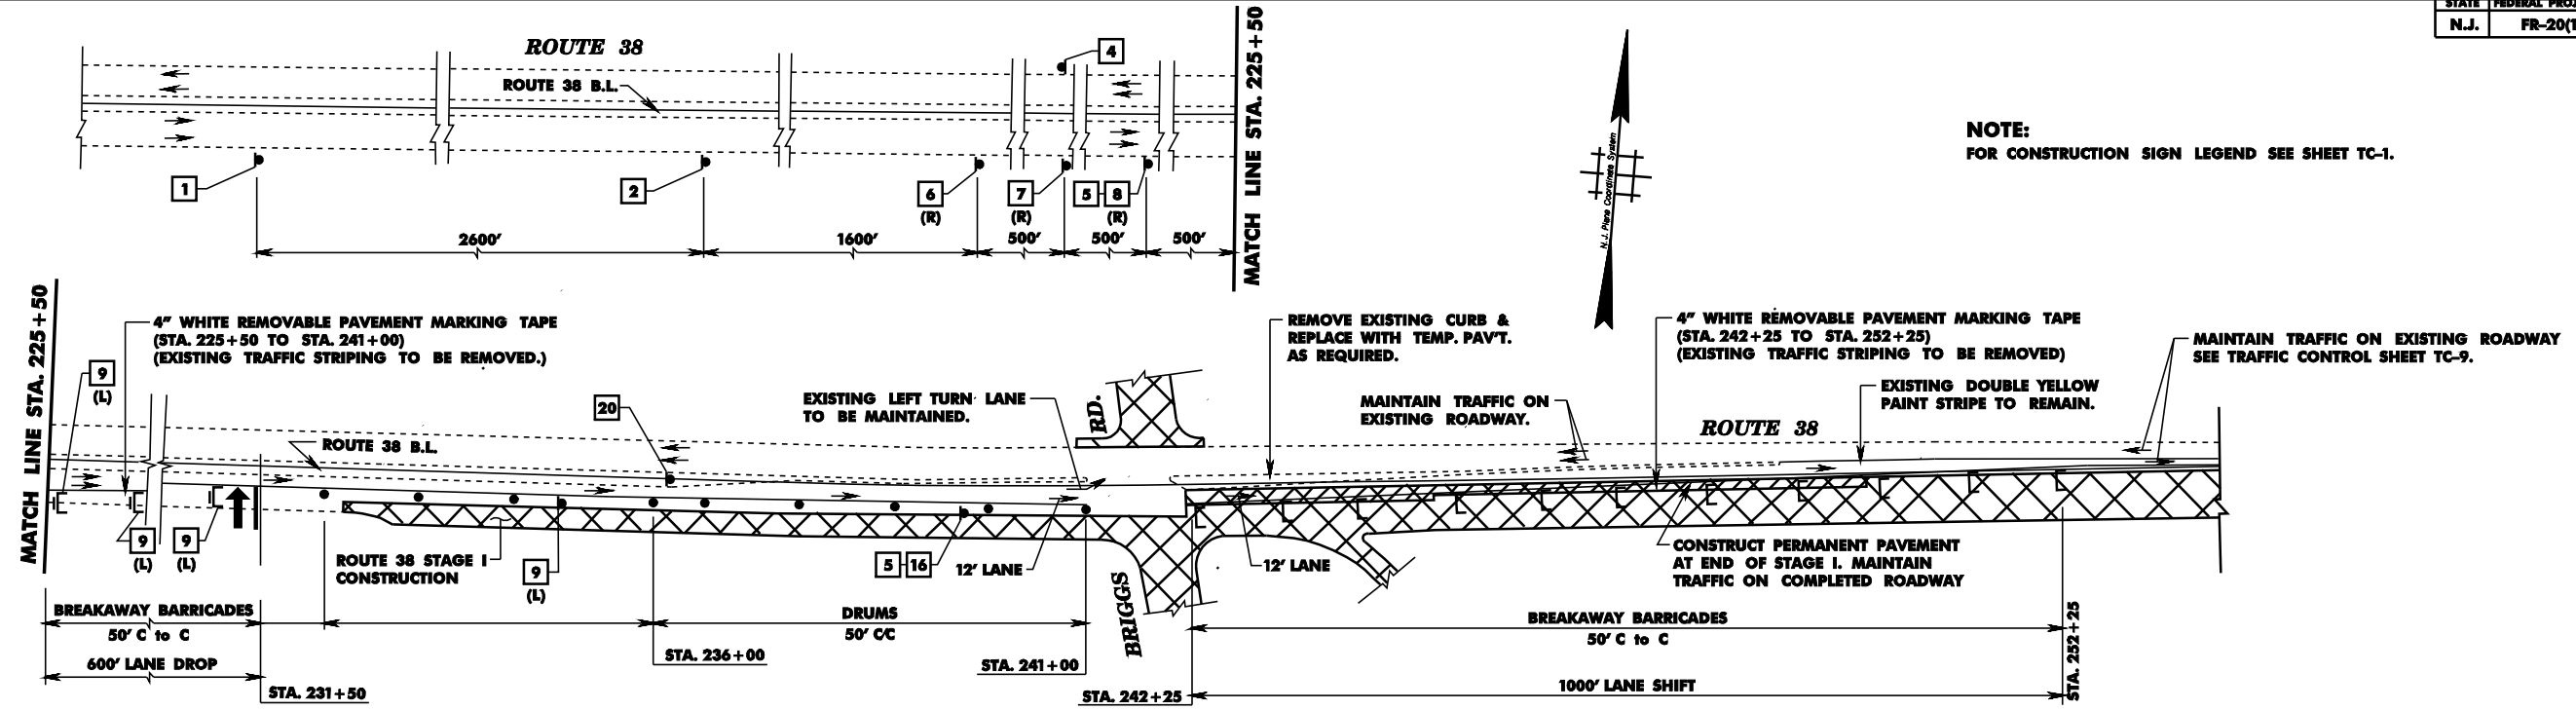 STATE
N.J.
FR-20(1
ROUTE 38
ROUTE 38 B.L.
4
1
2
6
(R)
7
(R)
5 8
(R)
2600'
1600'
500'
500'
500'
MATCH LINE STA. 225+50
N.J. Plane Coordinate System
NOTE:
FOR CONSTRUCTION SIGN LEGEND SEE SHEET TC-1.
MATCH LINE STA. 225+50
4" WHITE REMOVABLE PAVEMENT MARKING TAPE
(STA. 225+50 TO STA. 241+00)
(EXISTING TRAFFIC STRIPING TO BE REMOVED.)
9
(L)
ROUTE 38 B.L.
20
EXISTING LEFT TURN LANE
TO BE MAINTAINED.
RD.
REMOVE EXISTING CURB &
REPLACE WITH TEMP. PAV'T.
AS REQUIRED.
MAINTAIN TRAFFIC ON
EXISTING ROADWAY.
4" WHITE REMOVABLE PAVEMENT MARKING TAPE
(STA. 242+25 TO STA. 252+25)
(EXISTING TRAFFIC STRIPING TO BE REMOVED)
EXISTING DOUBLE YELLOW
PAINT STRIPE TO REMAIN.
ROUTE 38
MAINTAIN TRAFFIC ON EXISTING ROADWAY
SEE TRAFFIC CONTROL SHEET TC-9.
9
(L)
9
(L)
ROUTE 38 STAGE I
CONSTRUCTION
9
(L)
5 16
12' LANE
BRIGGS
12' LANE
CONSTRUCT PERMANENT PAVEMENT
AT END OF STAGE I. MAINTAIN
TRAFFIC ON COMPLETED ROADWAY
BREAKAWAY BARRICADES
50' C to C
600' LANE DROP
STA. 231+50
DRUMS
50' C/C
STA. 236+00
STA. 241+00
STA. 242+25
BREAKAWAY BARRICADES
50' C to C
1000' LANE SHIFT
STA. 252+25